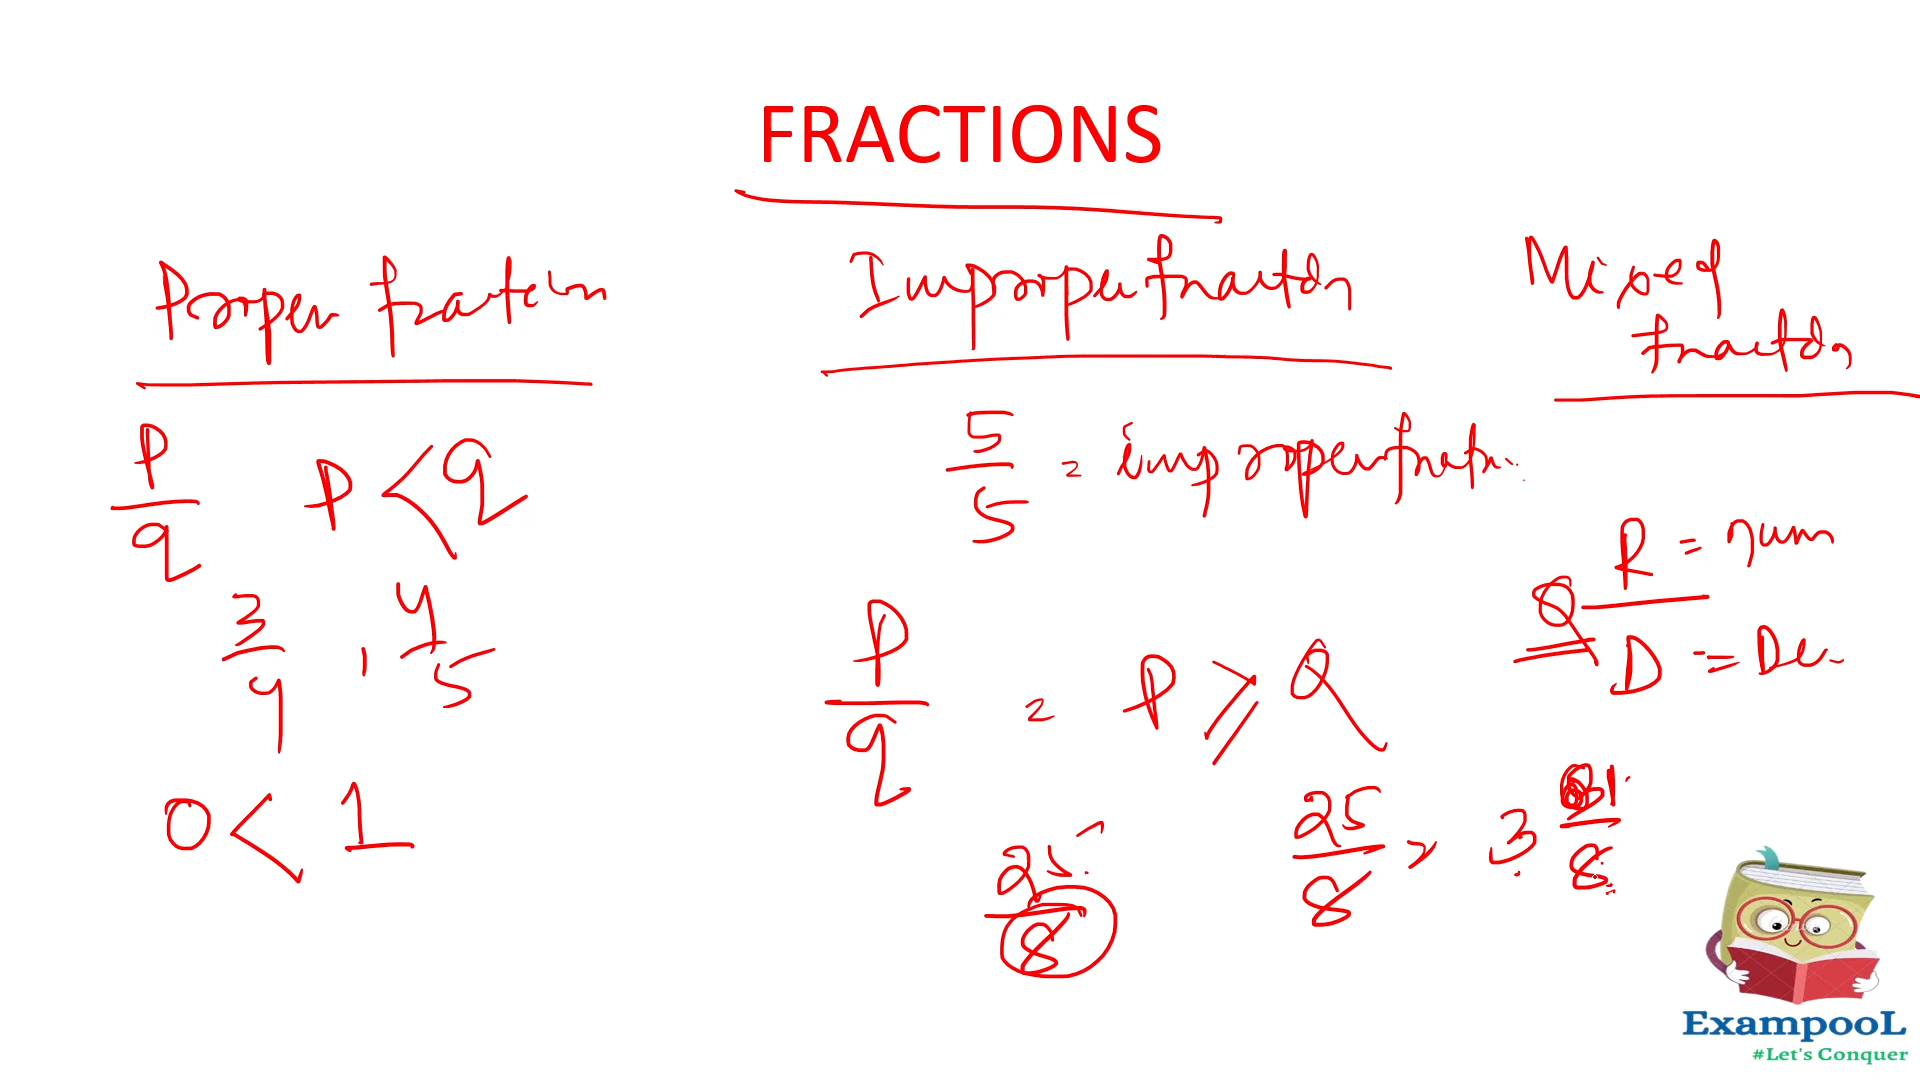 FRACTIONS
Proper fraction
P/q P < q
3/4 , 4/5
0 < 1
Improper fraction
5/5 = improper fraction
P/q = P ≥ Q
25/8
Mixed
fraction
Q R/D
R = num
D = De
25/8 = 3 1/8
ExampooL
#Let's Conquer